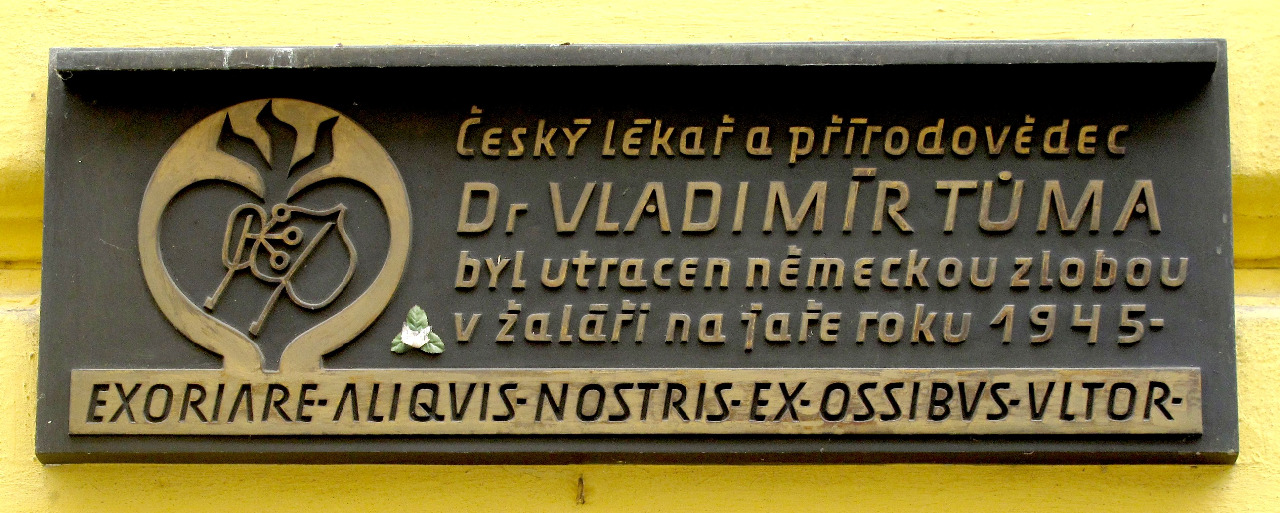 Český lékař a přírodovědec
Dr VLADIMÍR TŮMA
byl utracen německou zlobou
v žaláři na jaře roku 1945-
EXORIARE-ALIQVIS-NOSTRIS-EX-OSSIBVS-VLTOR-